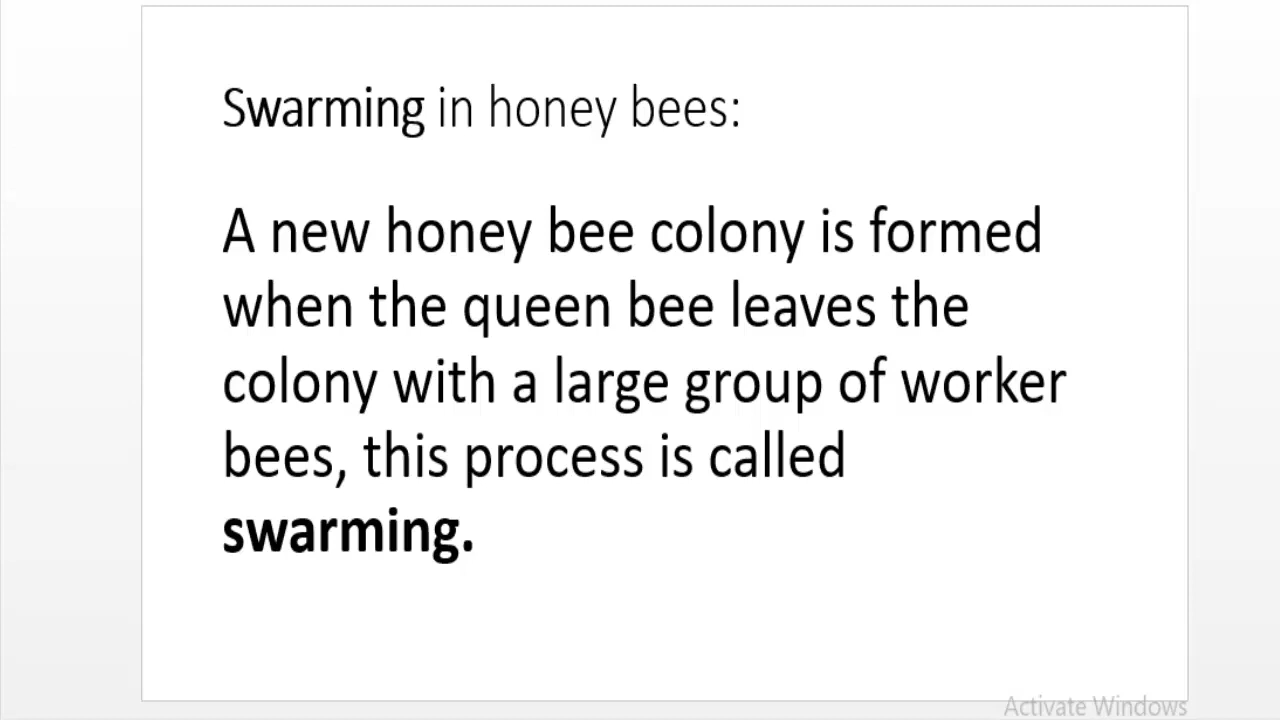 Swarming in honey bees:
A new honey bee colony is formed
when the queen bee leaves the
colony with a large group of worker
bees, this process is called
swarming.
Activate Windows